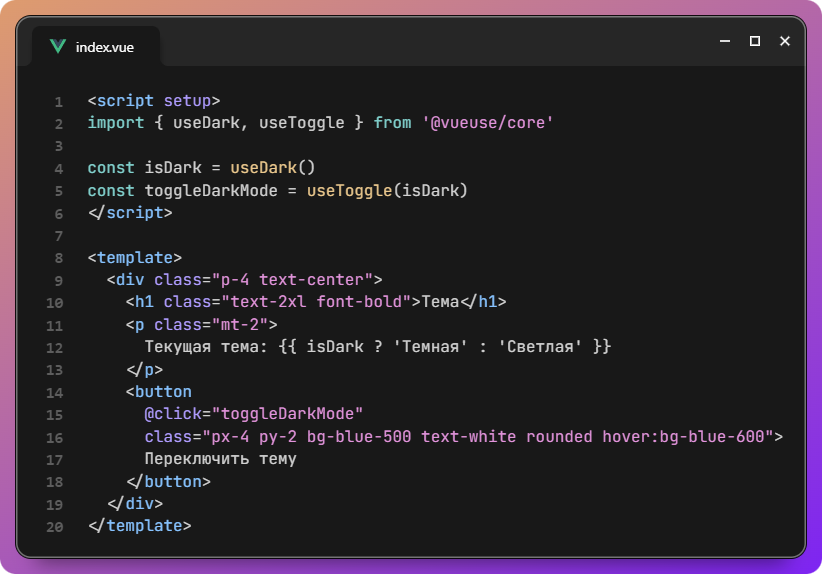 index.vue
1 <script setup>
2 import { useDark, useToggle } from '@vueuse/core'
3
4 const isDark = useDark()
5 const toggleDarkMode = useToggle(isDark)
6 </script>
7
8 <template>
9   <div class="p-4 text-center">
10     <h1 class="text-2xl font-bold">Тема</h1>
11     <p class="mt-2">
12       Текущая тема: {{ isDark ? 'Темная' : 'Светлая' }}
13     </p>
14     <button
15       @click="toggleDarkMode"
16       class="px-4 py-2 bg-blue-500 text-white rounded hover:bg-blue-600">
17       Переключить тему
18     </button>
19   </div>
20 </template>